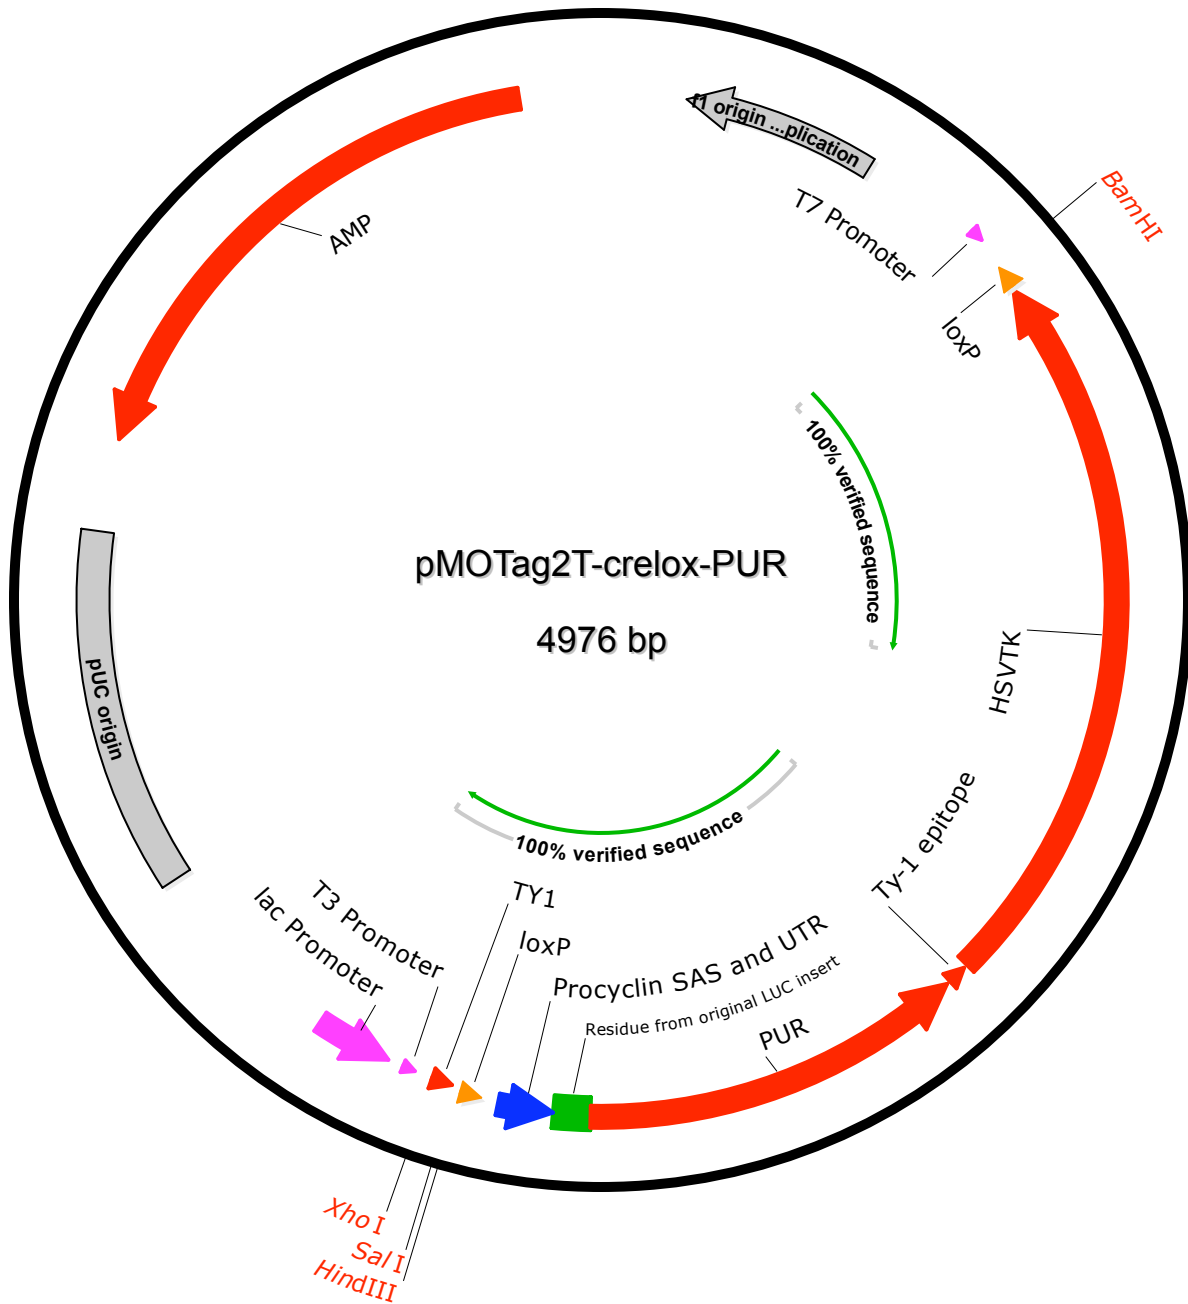 f1 origin ...plication
BamHI
T7 Promoter
AMP
loxP
100% verified sequence
pMOTag2T-crelox-PUR
4976 bp
HSVTK
pUC origin
Ty-1 epitope
100% verified sequence
TY1
T3 Promoter
lac Promoter
loxP
Procyclin SAS and UTR
Residue from original LUC insert
PUR
Xho I
Sal I
HindIII